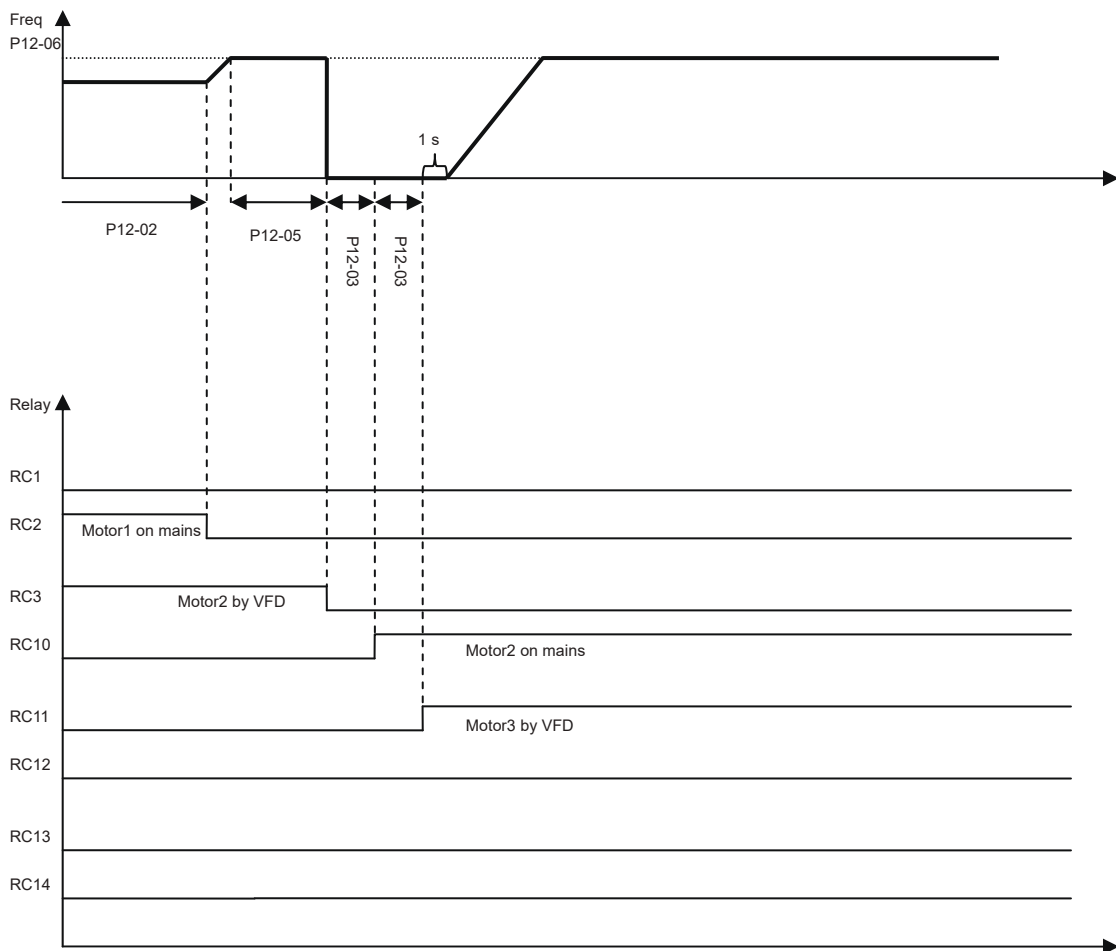 Freq
P12-06
1 s
P12-02
P12-05
P12-03
P12-03
Relay
RC1
RC2
Motor1 on mains
RC3
Motor2 by VFD
RC10
Motor2 on mains
RC11
Motor3 by VFD
RC12
RC13
RC14